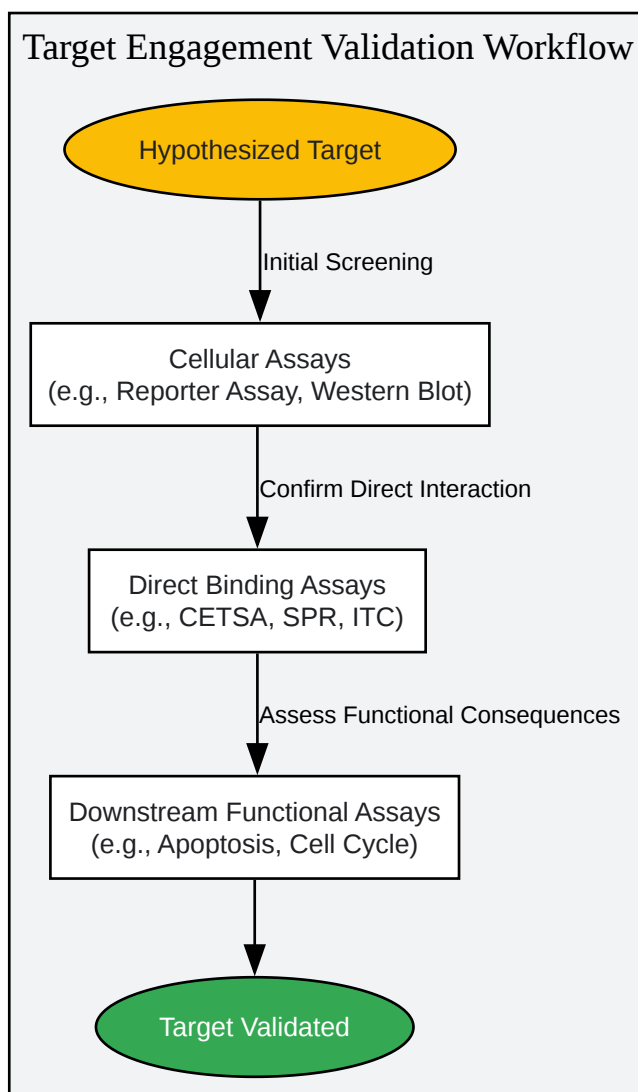 Target Engagement Validation Workflow
Hypothesized Target
Initial Screening
Cellular Assays
(e.g., Reporter Assay, Western Blot)
Confirm Direct Interaction
Direct Binding Assays
(e.g., CETSA, SPR, ITC)
Assess Functional Consequences
Downstream Functional Assays
(e.g., Apoptosis, Cell Cycle)
Target Validated